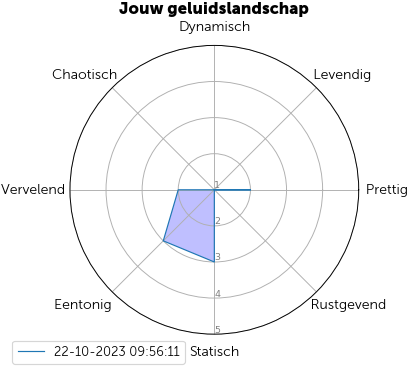 Jouw geluidslandschap
Dynamisch
Chaotisch
Levendig
Vervelend
1
Prettig
2
3
4
Eentonig
Rustgevend
5
22-10-2023 09:56:11
Statisch